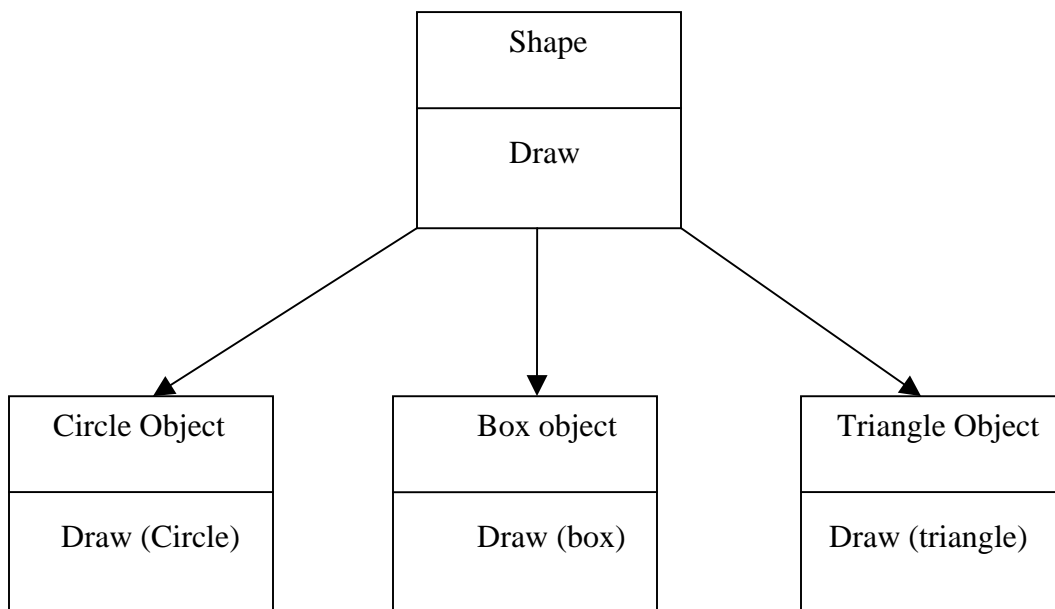 Shape
Draw
Circle Object
Box object
Triangle Object
Draw (Circle)
Draw (box)
Draw (triangle)